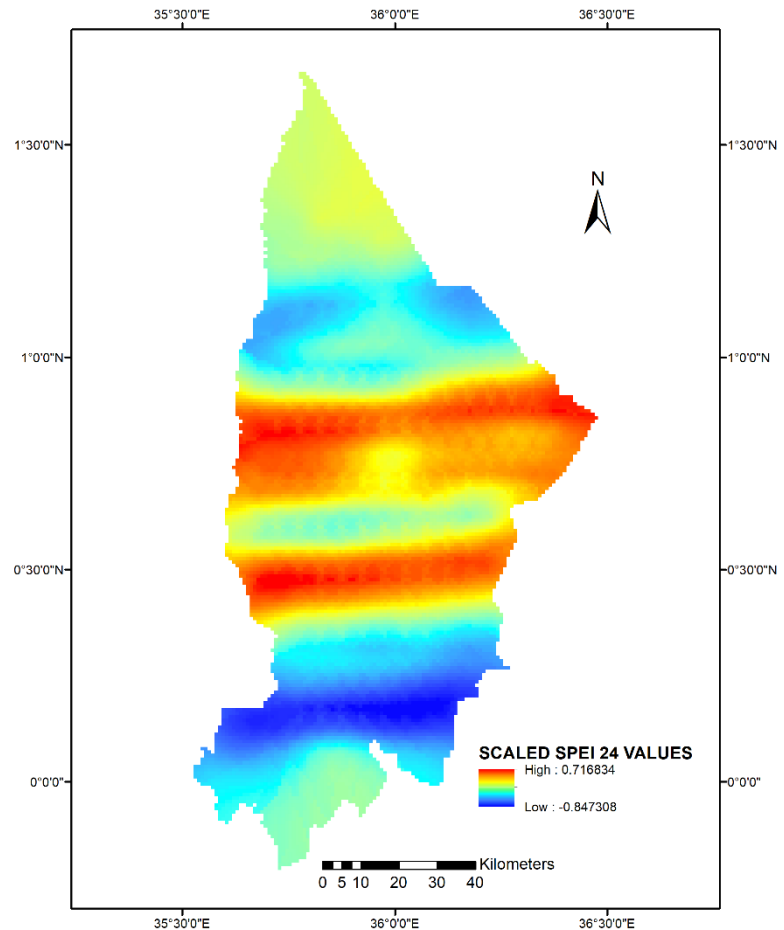 35°30'0"E 36°0'0"E 36°30'0"E
1°30'0"N 1°30'0"N
N
1°0'0"N 1°0'0"N
0°30'0"N 0°30'0"N
SCALED SPEI 24 VALUES
High : 0.716834
0°0'0" 0°0'0"
Low : -0.847308
Kilometers
0 5 10 20 30 40
35°30'0"E 36°0'0"E 36°30'0"E